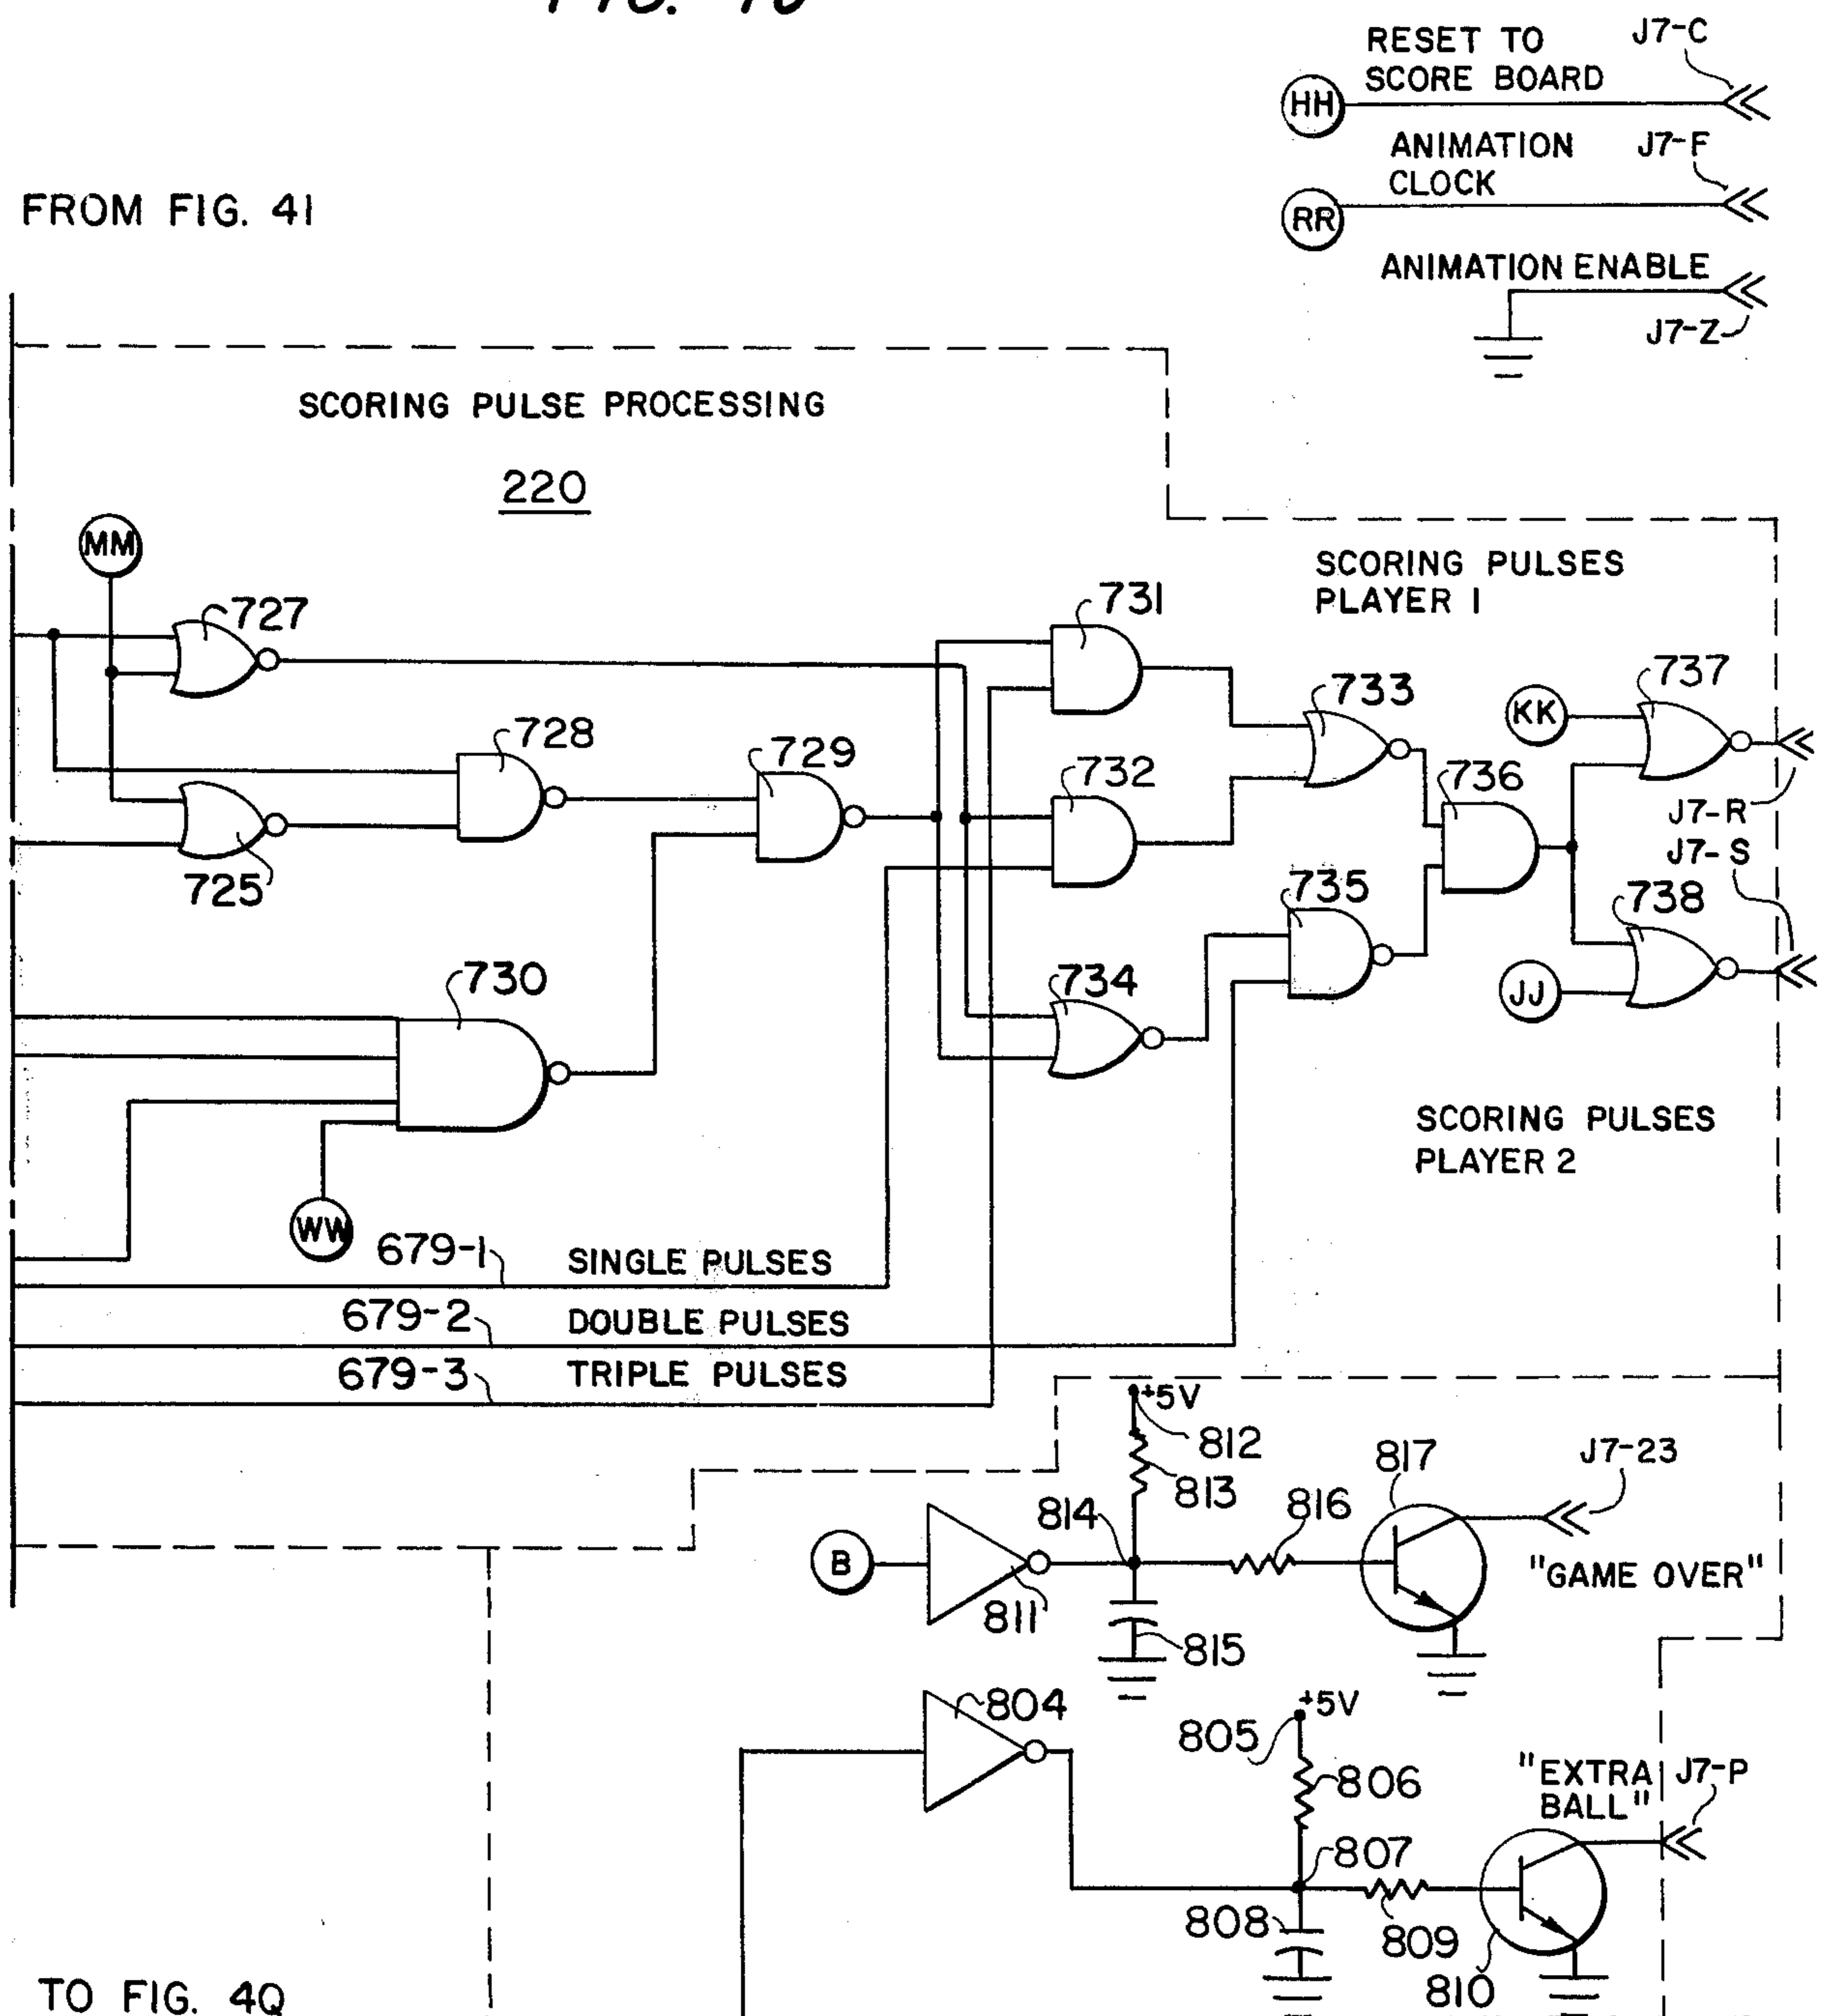 RESET TO
SCORE BOARD
J7-C
HH
ANIMATION
CLOCK
J7-F
RR
FROM FIG. 41
ANIMATION ENABLE
J7-Z
SCORING PULSE PROCESSING
220
MM
SCORING PULSES
PLAYER 1
727
731
737
733
KK
728
729
732
736
J7-R
J7-S
725
735
738
730
734
JJ
SCORING PULSES
PLAYER 2
WW
679-1
SINGLE PULSES
679-2
DOUBLE PULSES
679-3
TRIPLE PULSES
+5V
812
817
J7-23
813
814
816
B
"GAME OVER"
811
815
804
+5V
805
806
"EXTRA
BALL"
J7-P
807
808
809
810
TO FIG. 4Q